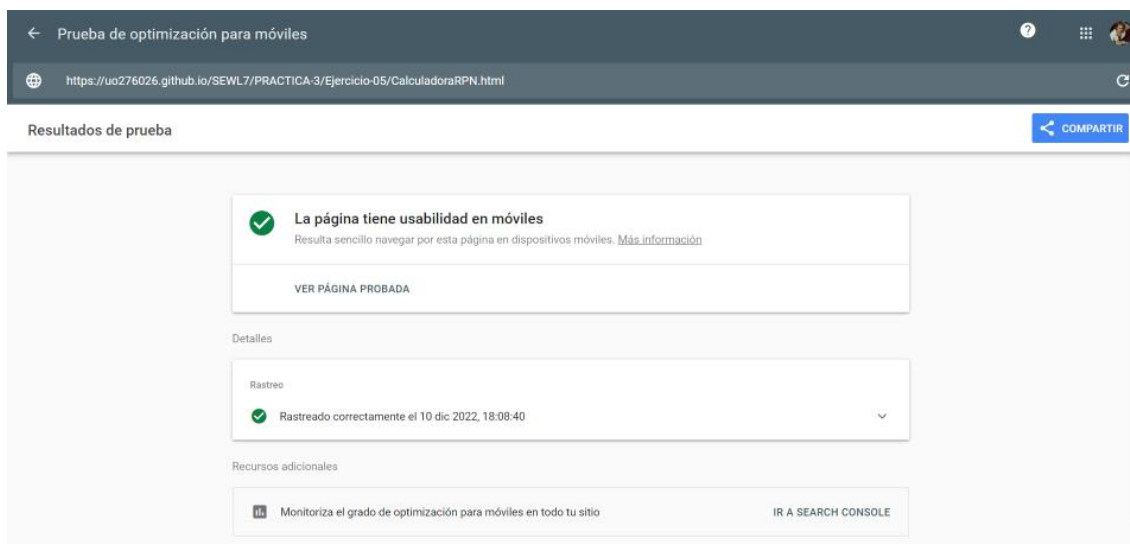 Prueba de optimización para móviles
https://uo276026.github.io/SEWL7/PRACTICA-3/Ejercicio-05/CalculadoraRPN.html
Resultados de prueba
COMPARTIR
La página tiene usabilidad en móviles
Resulta sencillo navegar por esta página en dispositivos móviles. Más información
VER PÁGINA PROBADA
Detalles
Rastreo
Rastreado correctamente el 10 dic 2022, 18:08:40
Recursos adicionales
Monitoriza el grado de optimización para móviles en todo tu sitio
IR A SEARCH CONSOLE